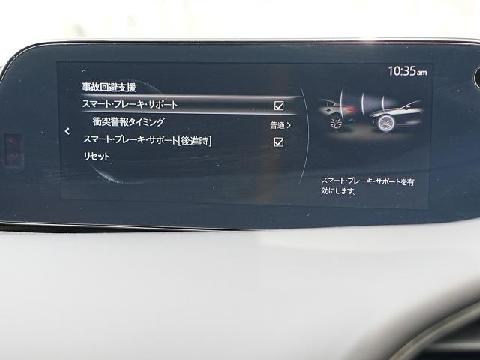 10:35am
事故回避支援
スマート・ブレーキ・サポート
衝突警報タイミング 普通
スマート・ブレーキ・サポート[後進時]
リセット
スマート・ブレーキ・サポートを有
効にします。